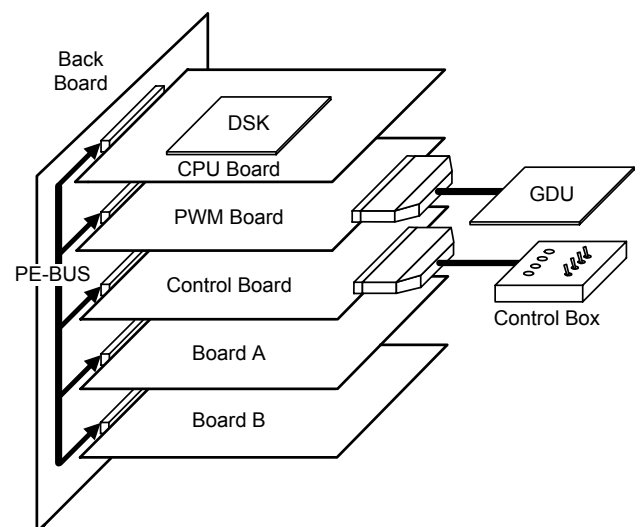 Back
Board
DSK
CPU Board
PWM Board
GDU
PE-BUS
Control Board
Control Box
Board A
Board B